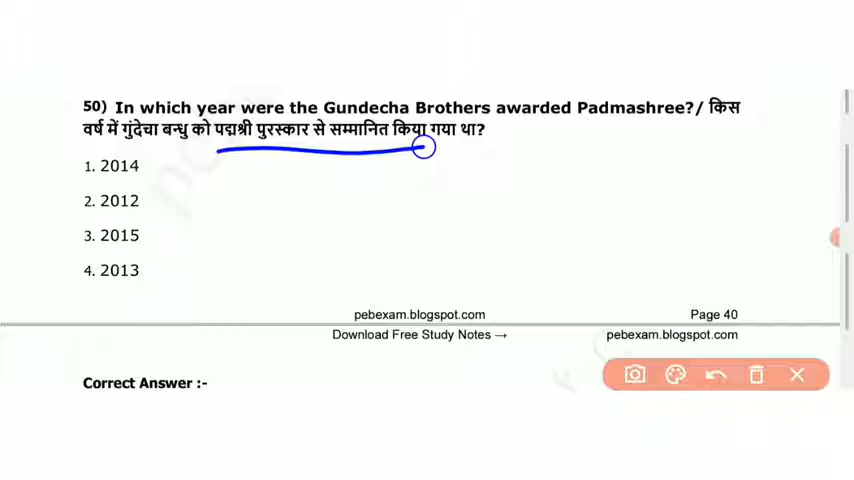 50) In which year were the Gundecha Brothers awarded Padmashree?/ किस
वर्ष में गुंदेचा बन्धु को पद्मश्री पुरस्कार से सम्मानित किया गया था?
1. 2014
2. 2012
3. 2015
4. 2013
pebexam.blogspot.com Page 40
Download Free Study Notes → pebexam.blogspot.com
Correct Answer :-